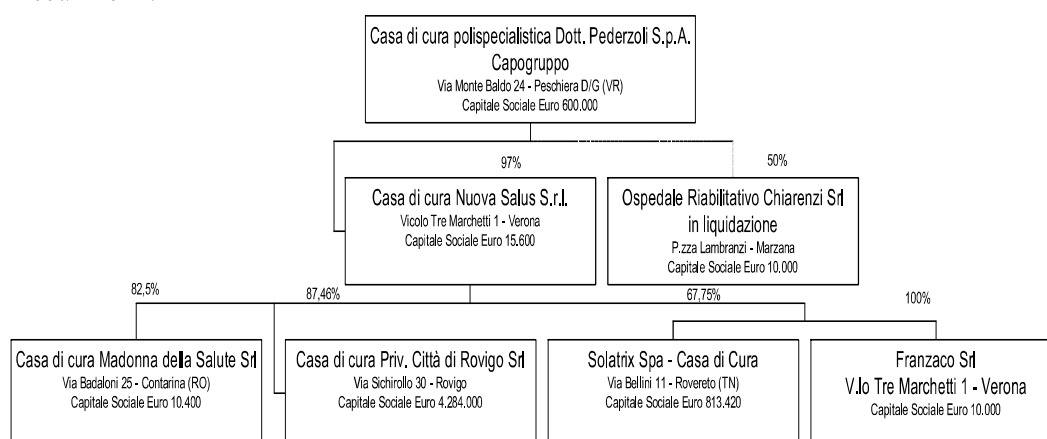 Casa di cura polispecialistica Dott. Pederzoli S.p.A.
Capogruppo
Via Monte Baldo 24 - Peschiera D/G (VR)
Capitale Sociale Euro 600.000
97%
50%
Casa di cura Nuova Salus S.r.l.
Vicolo Tre Marchetti 1 - Verona
Capitale Sociale Euro 15.600
Ospedale Riabilitativo Chiarenzi Srl
in liquidazione
P.zza Lambranzi - Marzana
Capitale Sociale Euro 10.000
82,5%
87,46%
67,75%
100%
Casa di cura Madonna della Salute Srl
Via Badaloni 25 - Contarina (RO)
Capitale Sociale Euro 10.400
Casa di cura Priv. Città di Rovigo Srl
Via Sichirollo 30 - Rovigo
Capitale Sociale Euro 4.284.000
Solatrix Spa - Casa di Cura
Via Bellini 11 - Rovereto (TN)
Capitale Sociale Euro 813.420
Franzaco Srl
V.lo Tre Marchetti 1 - Verona
Capitale Sociale Euro 10.000